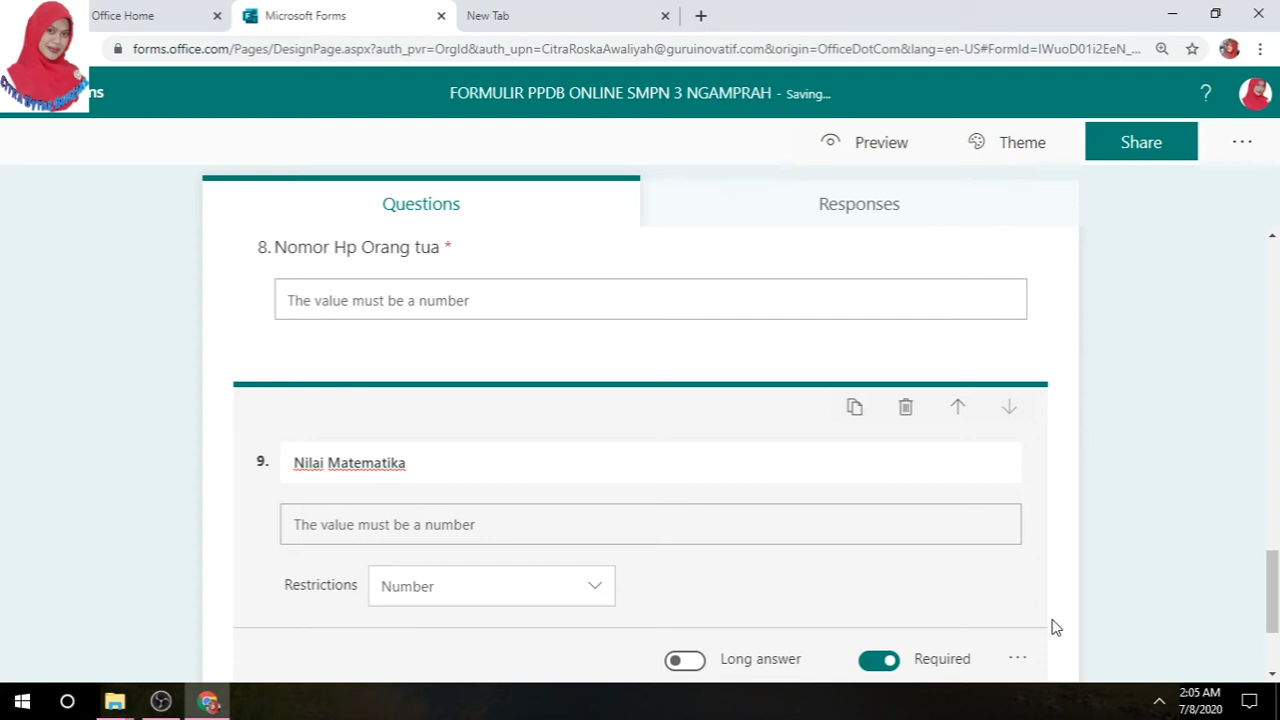 Office Home
Microsoft Forms
New Tab
forms.office.com/Pages/DesignPage.aspx?auth_pvr=OrgId&auth_upn=CitraRoskaAwaliyah@guruinovatif.com&origin=OfficeDotCom&lang=en-US#FormId=IWuoD01i2EeN_...
FORMULIR PPDB ONLINE SMPN 3 NGAMPRAH - Saving...
?
Preview
Theme
Share
...
Questions
Responses
8. Nomor Hp Orang tua *
The value must be a number
9. Nilai Matematika
The value must be a number
Restrictions
Number
Long answer
Required
...
2:05 AM
7/8/2020